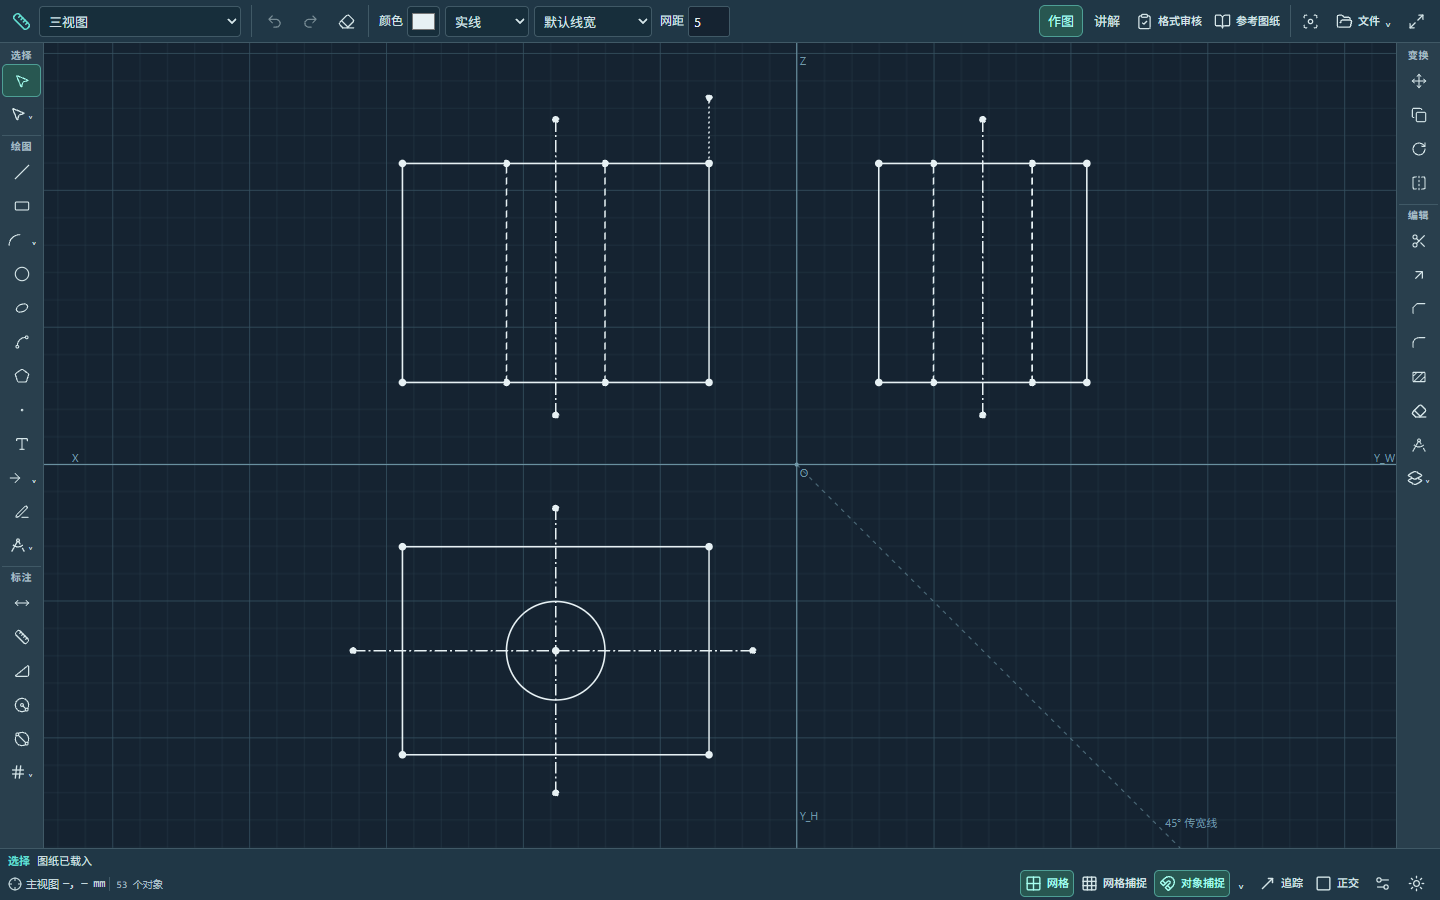 三视图
颜色
实线
默认线宽
网距 5
作图
讲解
格式审核
参考图纸
文件
选择
绘图
标注
变换
编辑
Z
X
Y_W
O
Y_H
45° 传宽线
选择 图纸已载入
主视图 —, — mm 53 个对象
网格
网格捕捉
对象捕捉
追踪
正交